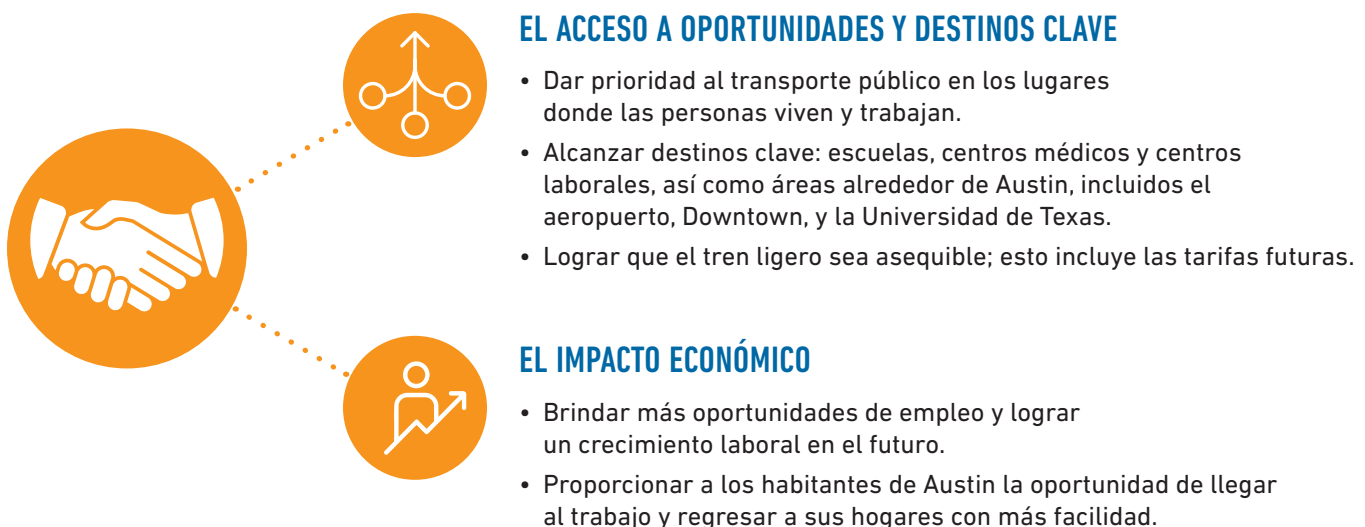 EL ACCESO A OPORTUNIDADES Y DESTINOS CLAVE
• Dar prioridad al transporte público en los lugares
donde las personas viven y trabajan.
• Alcanzar destinos clave: escuelas, centros médicos y centros
laborales, así como áreas alrededor de Austin, incluidos el
aeropuerto, Downtown, y la Universidad de Texas.
• Lograr que el tren ligero sea asequible; esto incluye las tarifas futuras.
EL IMPACTO ECONÓMICO
• Brindar más oportunidades de empleo y lograr
un crecimiento laboral en el futuro.
• Proporcionar a los habitantes de Austin la oportunidad de llegar
al trabajo y regresar a sus hogares con más facilidad.